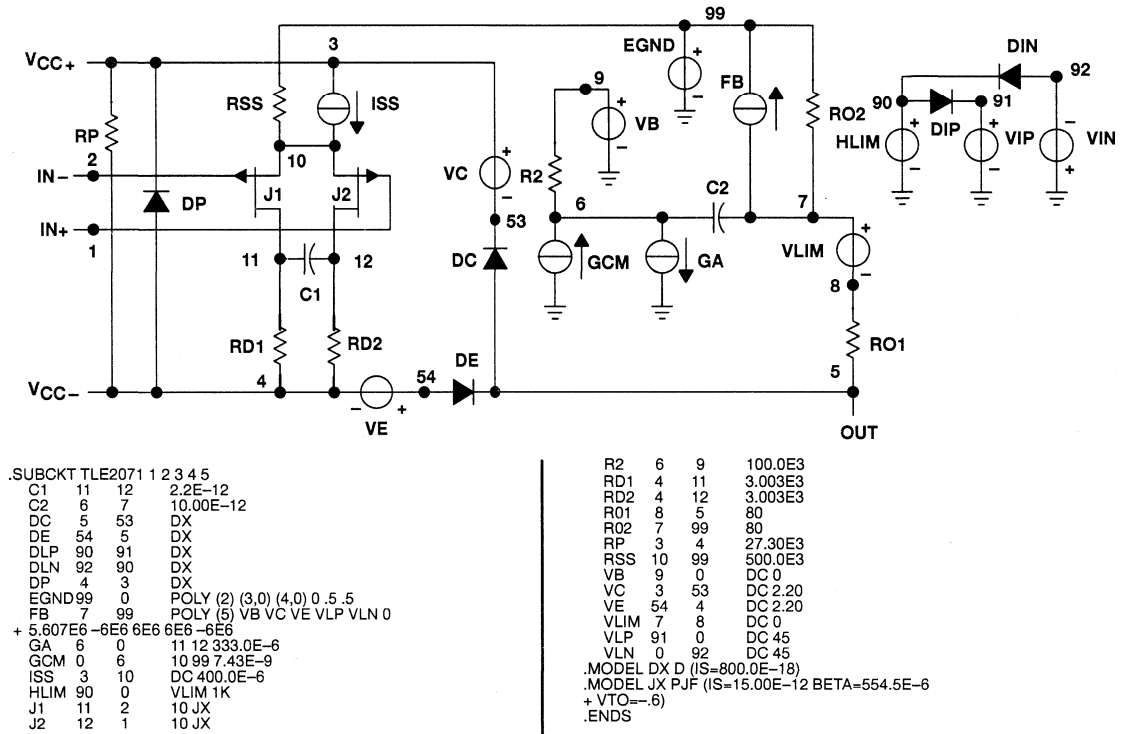 99
3
EGND
+
−
FB
DIN
92
VCC+
9
90
91
RSS
ISS
VB
+
−
RO2
DIP
+
−
+
−
−
+
HLIM
VIP
VIN
RP
2
10
VC
+
−
R2
C2
IN−
J1
J2
DP
6
7
IN+
53
1
GCM
GA
VLIM
+
−
11
12
DC
8
C1
RD1
RD2
DE
RO1
54
5
VCC−
4
−
+
VE
OUT
.SUBCKT TLE2071 1 2 3 4 5
C1 11 12 2.2E−12
C2 6 7 10.00E−12
DC 5 53 DX
DE 54 5 DX
DLP 90 91 DX
DLN 92 90 DX
DP 4 3 DX
EGND 99 0 POLY (2) (3,0) (4,0) 0 .5 .5
FB 7 99 POLY (5) VB VC VE VLP VLN 0
+ 5.607E6 −6E6 6E6 6E6 −6E6
GA 6 0 11 12 333.0E−6
GCM 0 6 10 99 7.43E−9
ISS 3 10 DC 400.0E−6
HLIM 90 0 VLIM 1K
J1 11 2 10 JX
J2 12 1 10 JX
R2 6 9 100.0E3
RD1 4 11 3.003E3
RD2 4 12 3.003E3
R01 8 5 80
R02 7 99 80
RP 3 4 27.30E3
RSS 10 99 500.0E3
VB 9 0 DC 0
VC 3 53 DC 2.20
VE 54 4 DC 2.20
VLIM 7 8 DC 0
VLP 91 0 DC 45
VLN 0 92 DC 45
.MODEL DX D (IS=800.0E−18)
.MODEL JX PJF (IS=15.00E−12 BETA=554.5E−6
+ VTO=−.6)
.ENDS